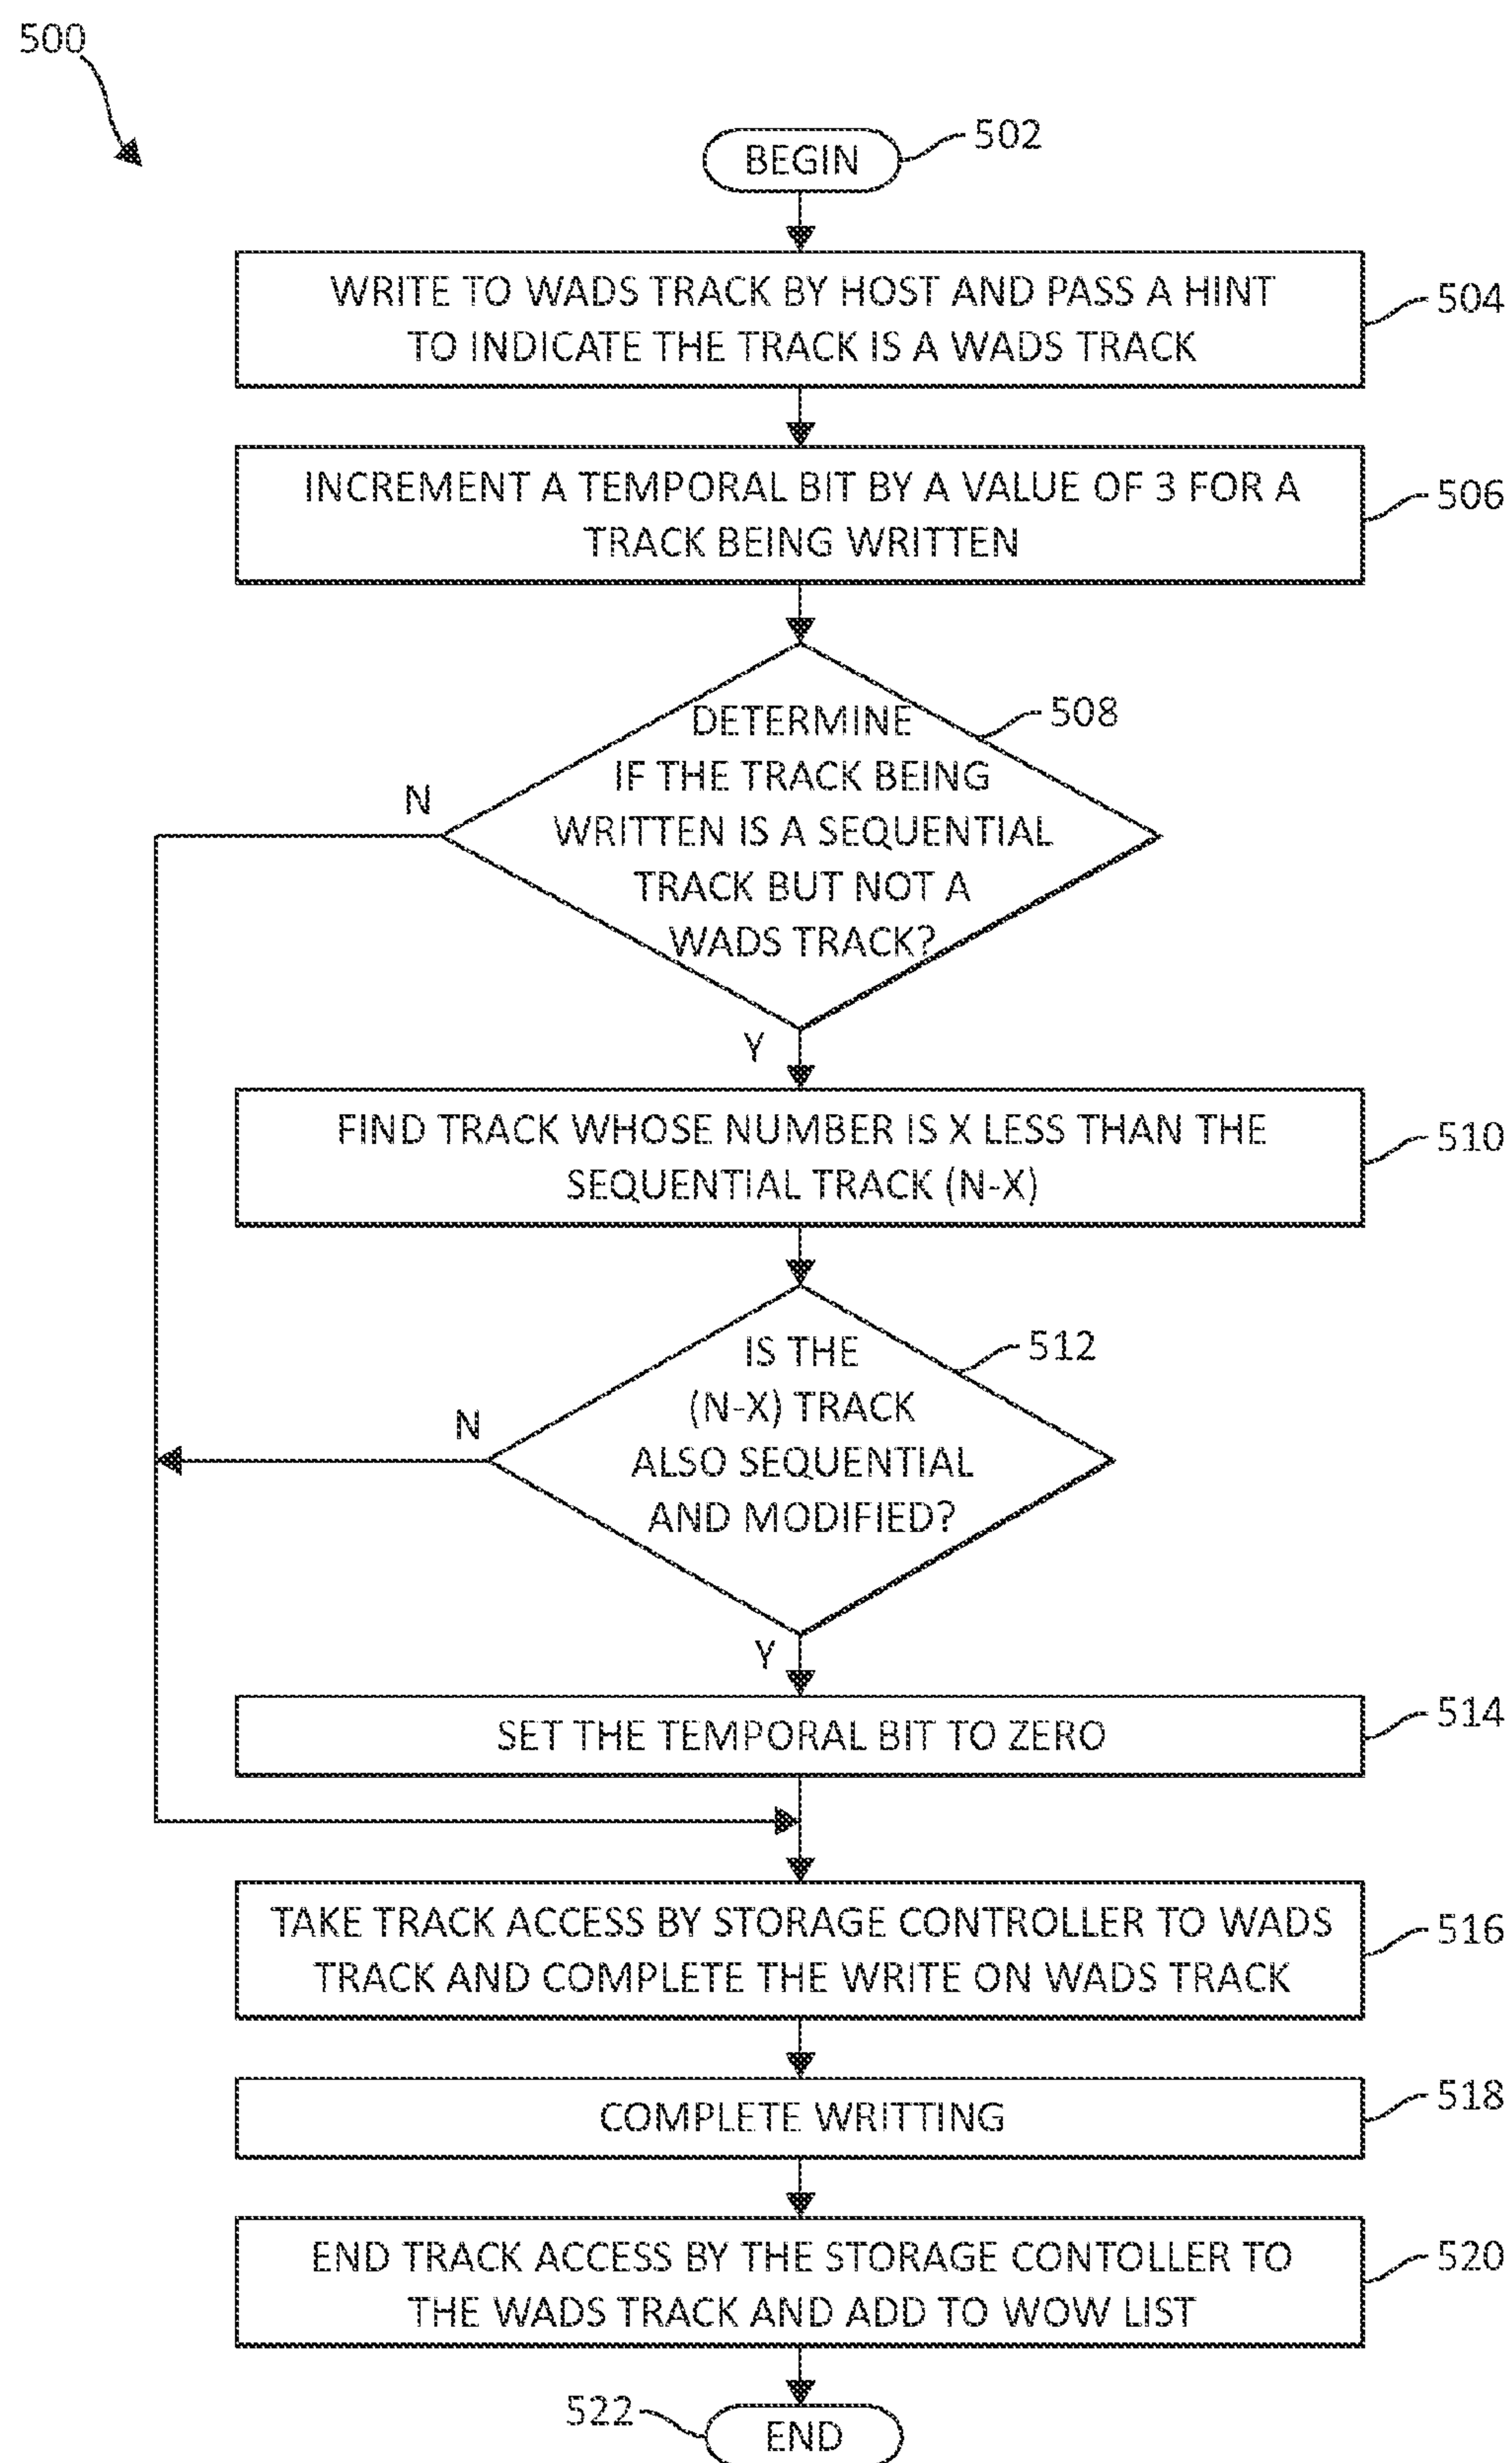 500
BEGIN
502
WRITE TO WADS TRACK BY HOST AND PASS A HINT
TO INDICATE THE TRACK IS A WADS TRACK
504
INCREMENT A TEMPORAL BIT BY A VALUE OF 3 FOR A
TRACK BEING WRITTEN
506
DETERMINE
IF THE TRACK BEING
WRITTEN IS A SEQUENTIAL
TRACK BUT NOT A
WADS TRACK?
508
N
Y
FIND TRACK WHOSE NUMBER IS X LESS THAN THE
SEQUENTIAL TRACK (N-X)
510
IS THE
(N-X) TRACK
ALSO SEQUENTIAL
AND MODIFIED?
512
N
Y
SET THE TEMPORAL BIT TO ZERO
514
TAKE TRACK ACCESS BY STORAGE CONTROLLER TO WADS
TRACK AND COMPLETE THE WRITE ON WADS TRACK
516
COMPLETE WRITTING
518
END TRACK ACCESS BY THE STORAGE CONTOLLER TO
THE WADS TRACK AND ADD TO WOW LIST
520
522
END